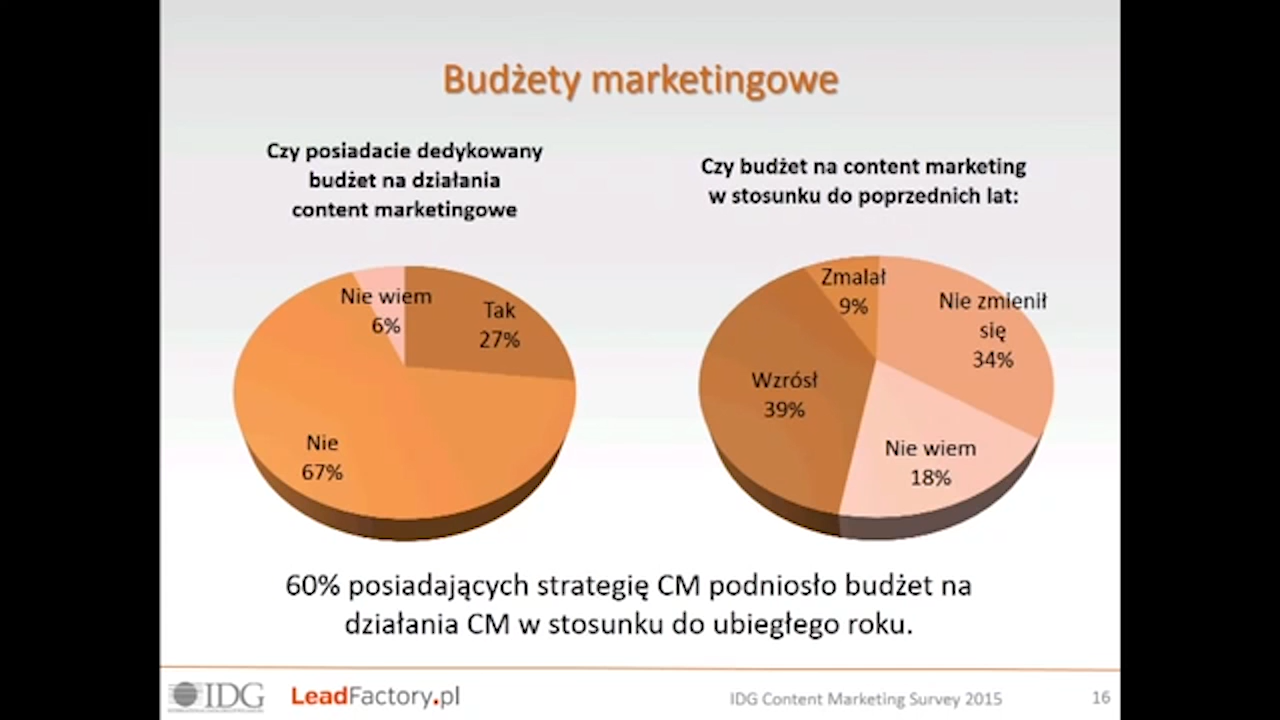 Budżety marketingowe
Czy posiadacie dedykowany
budżet na działania
content marketingowe
Nie wiem
6%
Tak
27%
Nie
67%
Czy budżet na content marketing
w stosunku do poprzednich lat:
Zmalał
9%
Nie zmienił
się
34%
Wzrósł
39%
Nie wiem
18%
60% posiadających strategię CM podniosło budżet na
działania CM w stosunku do ubiegłego roku.
IDG
LeadFactory.pl
IDG Content Marketing Survey 2015
16